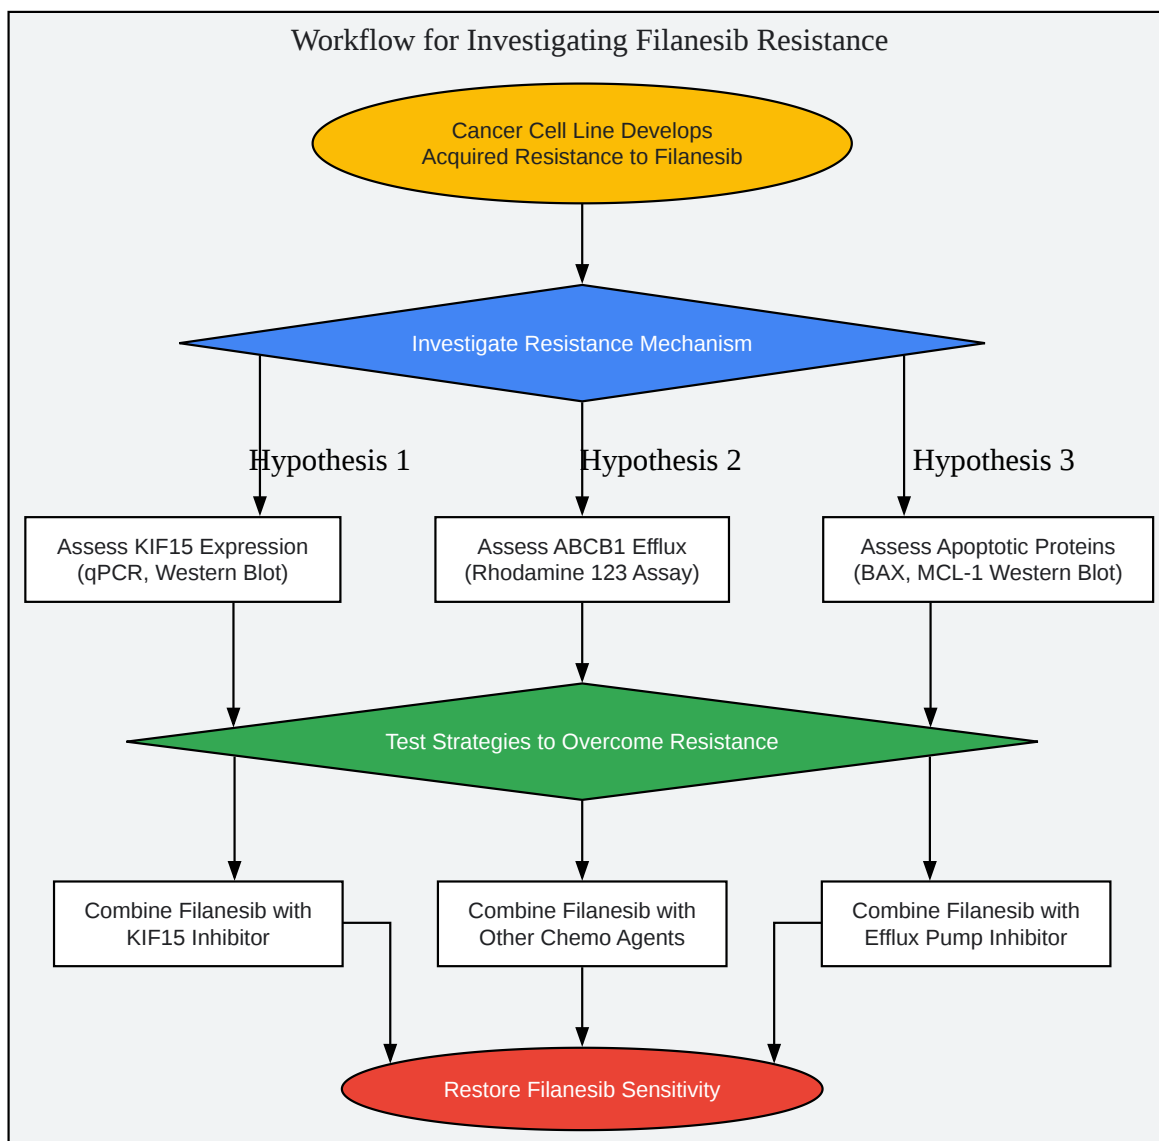 Workflow for Investigating Filanesib Resistance
Cancer Cell Line Develops
Acquired Resistance to Filanesib
Investigate Resistance Mechanism
Hypothesis 1
Hypothesis 2
Hypothesis 3
Assess KIF15 Expression
(qPCR, Western Blot)
Assess ABCB1 Efflux
(Rhodamine 123 Assay)
Assess Apoptotic Proteins
(BAX, MCL-1 Western Blot)
Test Strategies to Overcome Resistance
Combine Filanesib with
KIF15 Inhibitor
Combine Filanesib with
Other Chemo Agents
Combine Filanesib with
Efflux Pump Inhibitor
Restore Filanesib Sensitivity